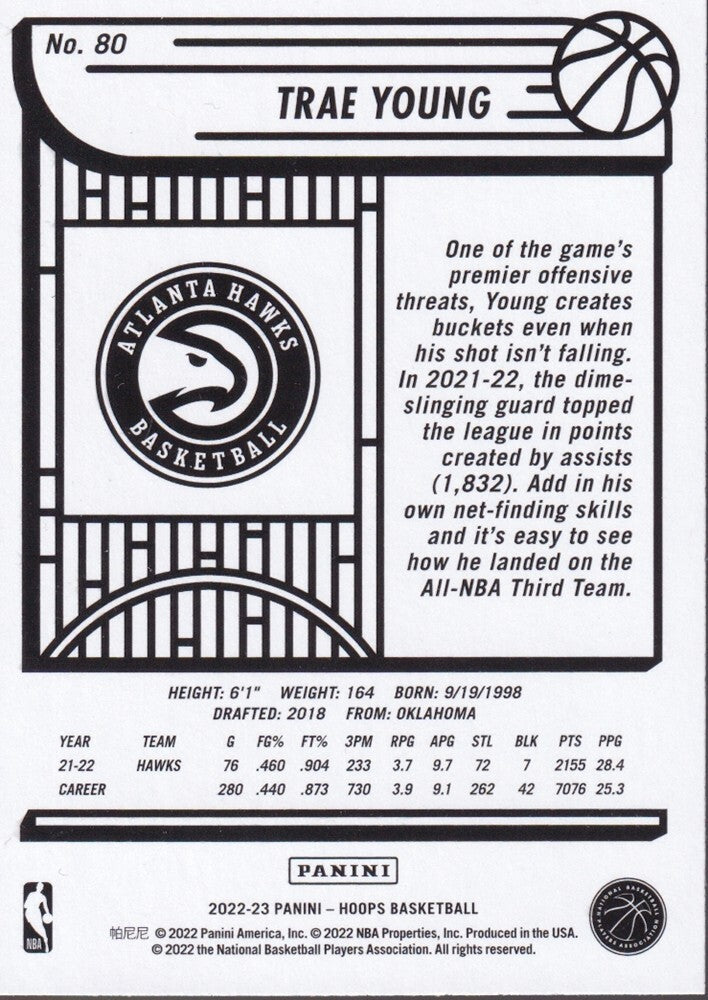 No. 80
TRAE YOUNG
ATLANTA HAWKS
BASKETBALL
One of the game's
premier offensive
threats, Young creates
buckets even when
his shot isn't falling.
In 2021-22, the dime-
slinging guard topped
the league in points
created by assists
(1,832). Add in his
own net-finding skills
and it's easy to see
how he landed on the
All-NBA Third Team.
HEIGHT: 6'1" WEIGHT: 164 BORN: 9/19/1998
DRAFTED: 2018 FROM: OKLAHOMA
YEAR TEAM G FG% FT% 3PM RPG APG STL BLK PTS PPG
21-22 HAWKS 76 .460 .904 233 3.7 9.7 72 7 2155 28.4
CAREER 280 .440 .873 730 3.9 9.1 262 42 7076 25.3
PANINI
2022-23 PANINI – HOOPS BASKETBALL
帕尼尼 © 2022 Panini America, Inc. © 2022 NBA Properties, Inc. Produced in the USA.
© 2022 the National Basketball Players Association. All rights reserved.
NBA
NATIONAL BASKETBALL
PLAYERS ASSOCIATION